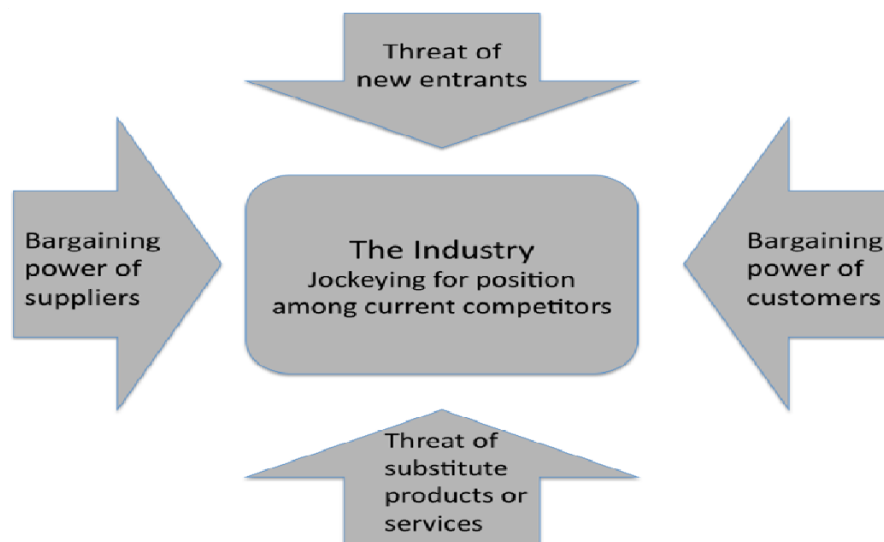 Threat of
new entrants
Bargaining
power of
suppliers
The Industry
Jockeying for position
among current competitors
Bargaining
power of
customers
Threat of
substitute
products or
services